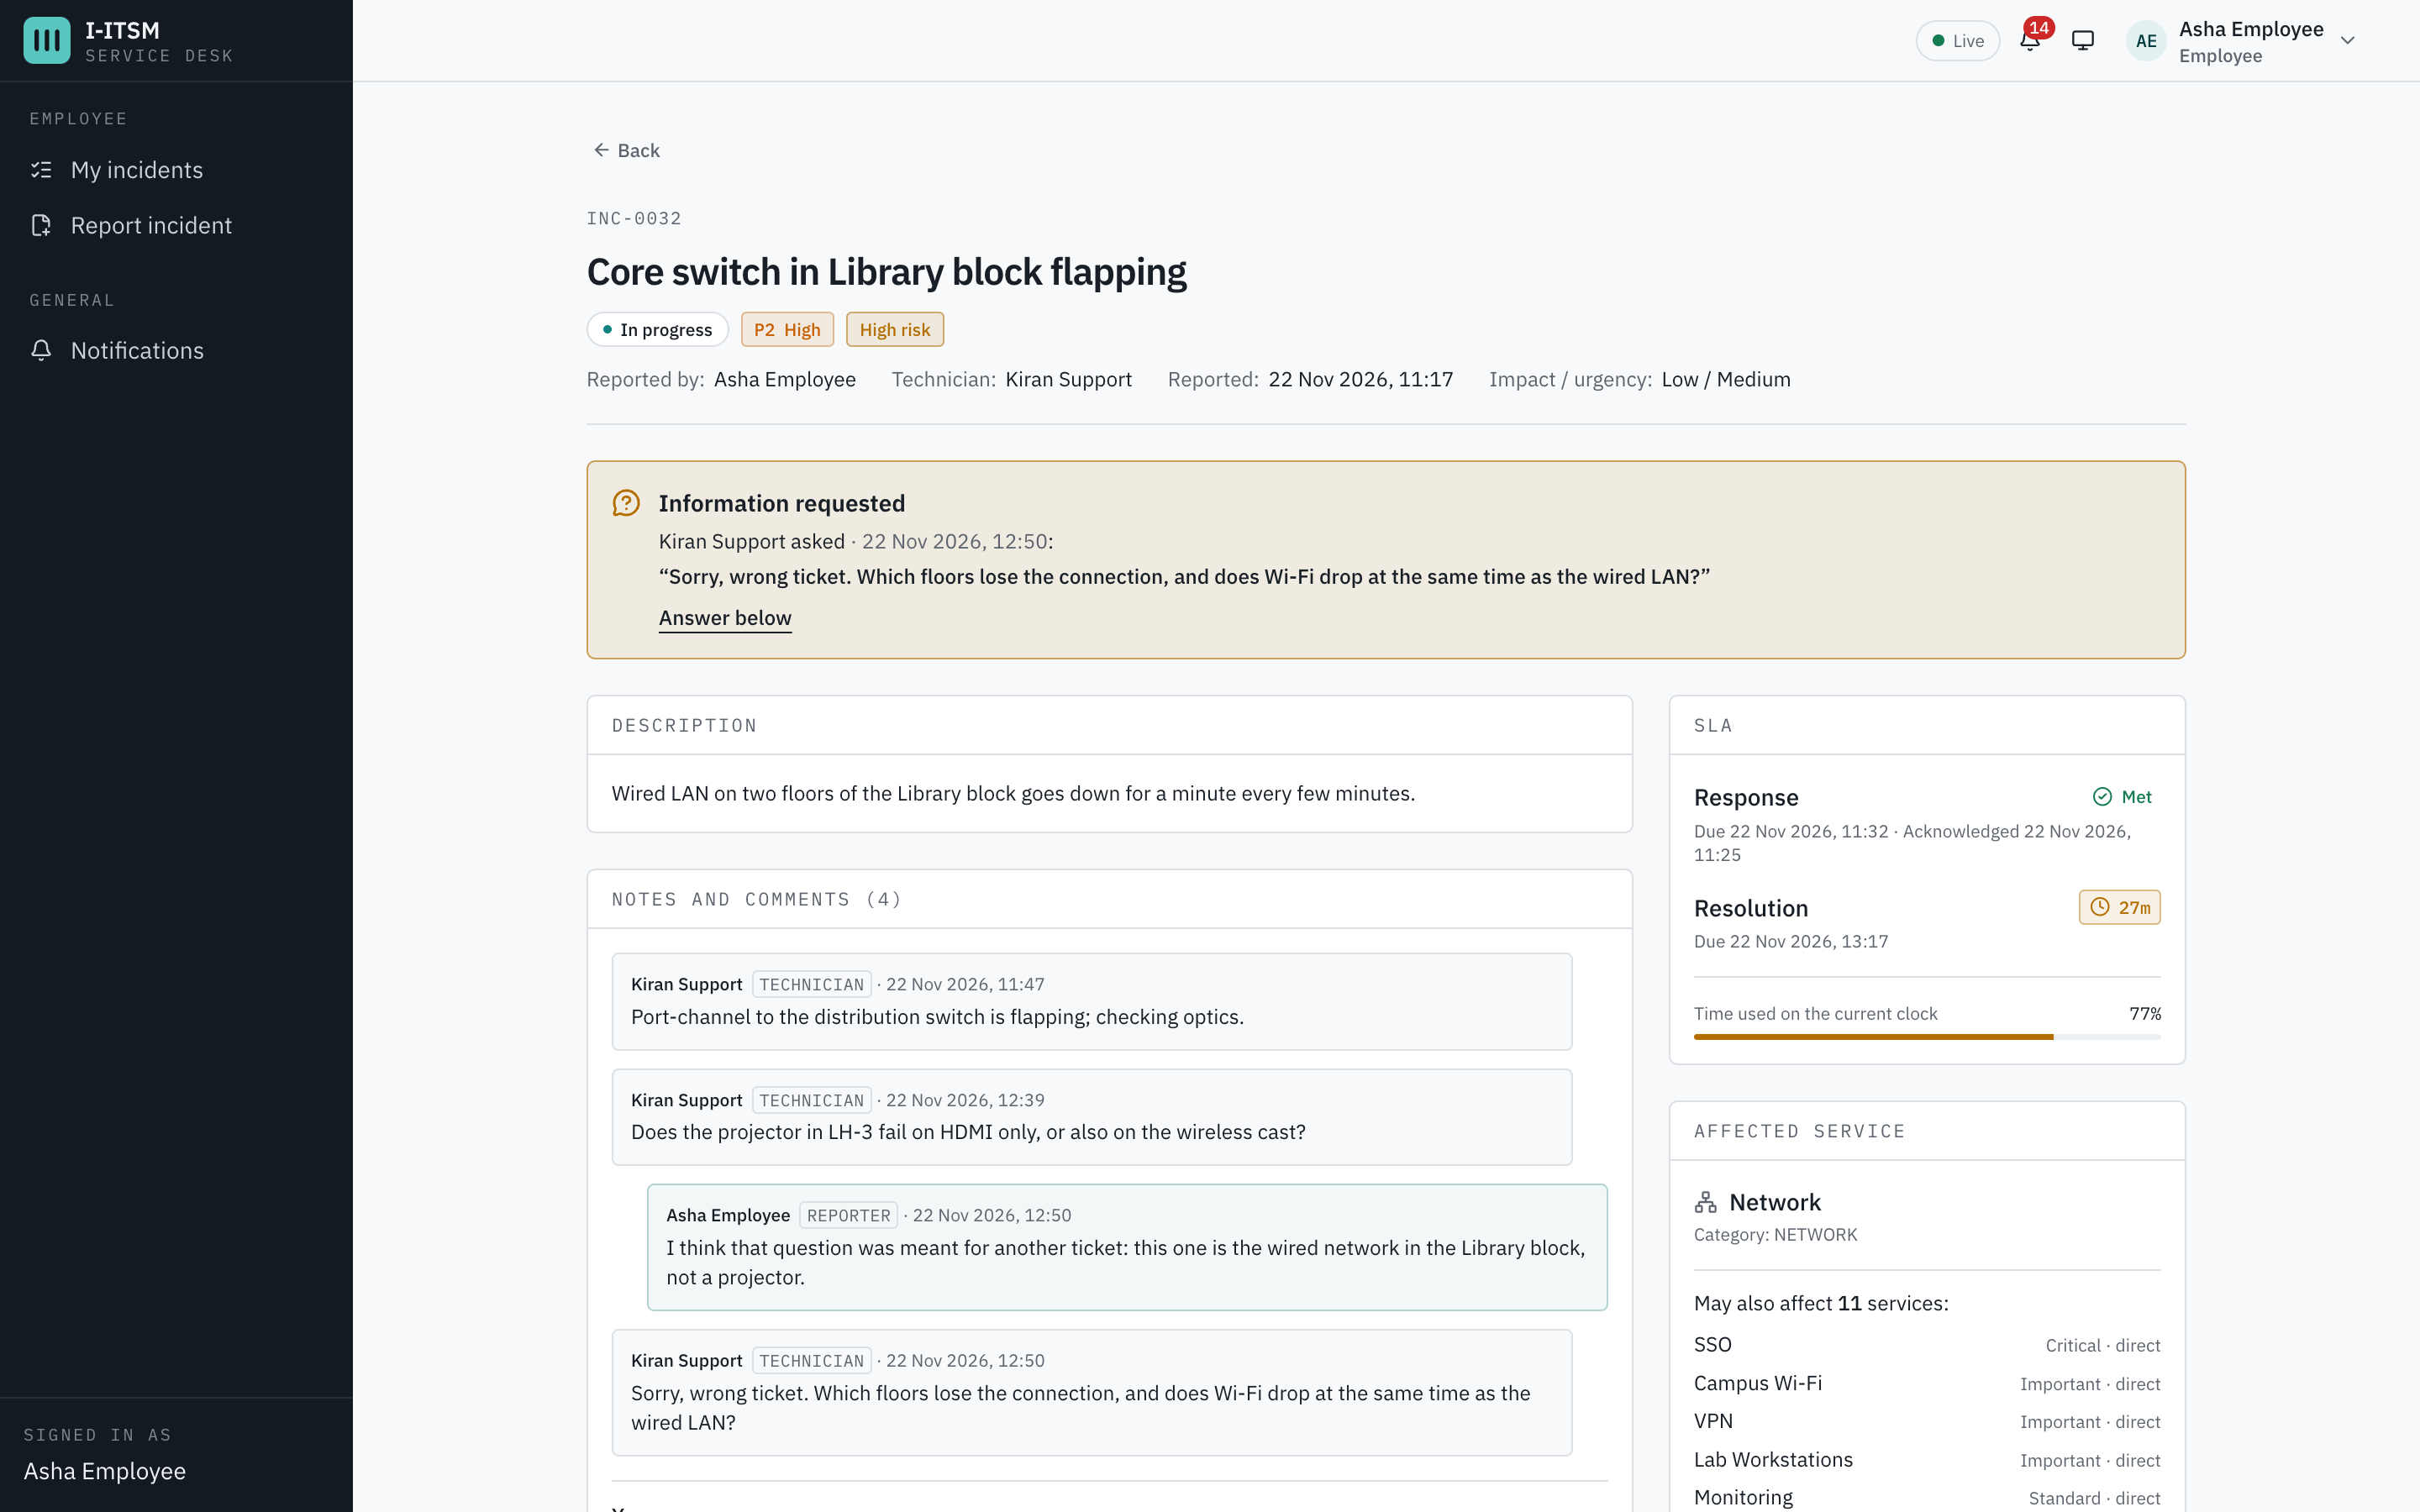 I-ITSM
SERVICE DESK
EMPLOYEE
My incidents
Report incident
GENERAL
Notifications
SIGNED IN AS
Asha Employee
Live
14
AE
Asha Employee
Employee
Back
INC-0032
Core switch in Library block flapping
In progress
P2 High
High risk
Reported by: Asha Employee
Technician: Kiran Support
Reported: 22 Nov 2026, 11:17
Impact / urgency: Low / Medium
Information requested
Kiran Support asked · 22 Nov 2026, 12:50:
“Sorry, wrong ticket. Which floors lose the connection, and does Wi-Fi drop at the same time as the wired LAN?”
Answer below
DESCRIPTION
Wired LAN on two floors of the Library block goes down for a minute every few minutes.
NOTES AND COMMENTS (4)
Kiran Support TECHNICIAN · 22 Nov 2026, 11:47
Port-channel to the distribution switch is flapping; checking optics.
Kiran Support TECHNICIAN · 22 Nov 2026, 12:39
Does the projector in LH-3 fail on HDMI only, or also on the wireless cast?
Asha Employee REPORTER · 22 Nov 2026, 12:50
I think that question was meant for another ticket: this one is the wired network in the Library block,
not a projector.
Kiran Support TECHNICIAN · 22 Nov 2026, 12:50
Sorry, wrong ticket. Which floors lose the connection, and does Wi-Fi drop at the same time as the
wired LAN?
SLA
Response
Met
Due 22 Nov 2026, 11:32 · Acknowledged 22 Nov 2026,
11:25
Resolution
27m
Due 22 Nov 2026, 13:17
Time used on the current clock 77%
AFFECTED SERVICE
Network
Category: NETWORK
May also affect 11 services:
SSO Critical · direct
Campus Wi-Fi Important · direct
VPN Important · direct
Lab Workstations Important · direct
Monitoring Standard · direct